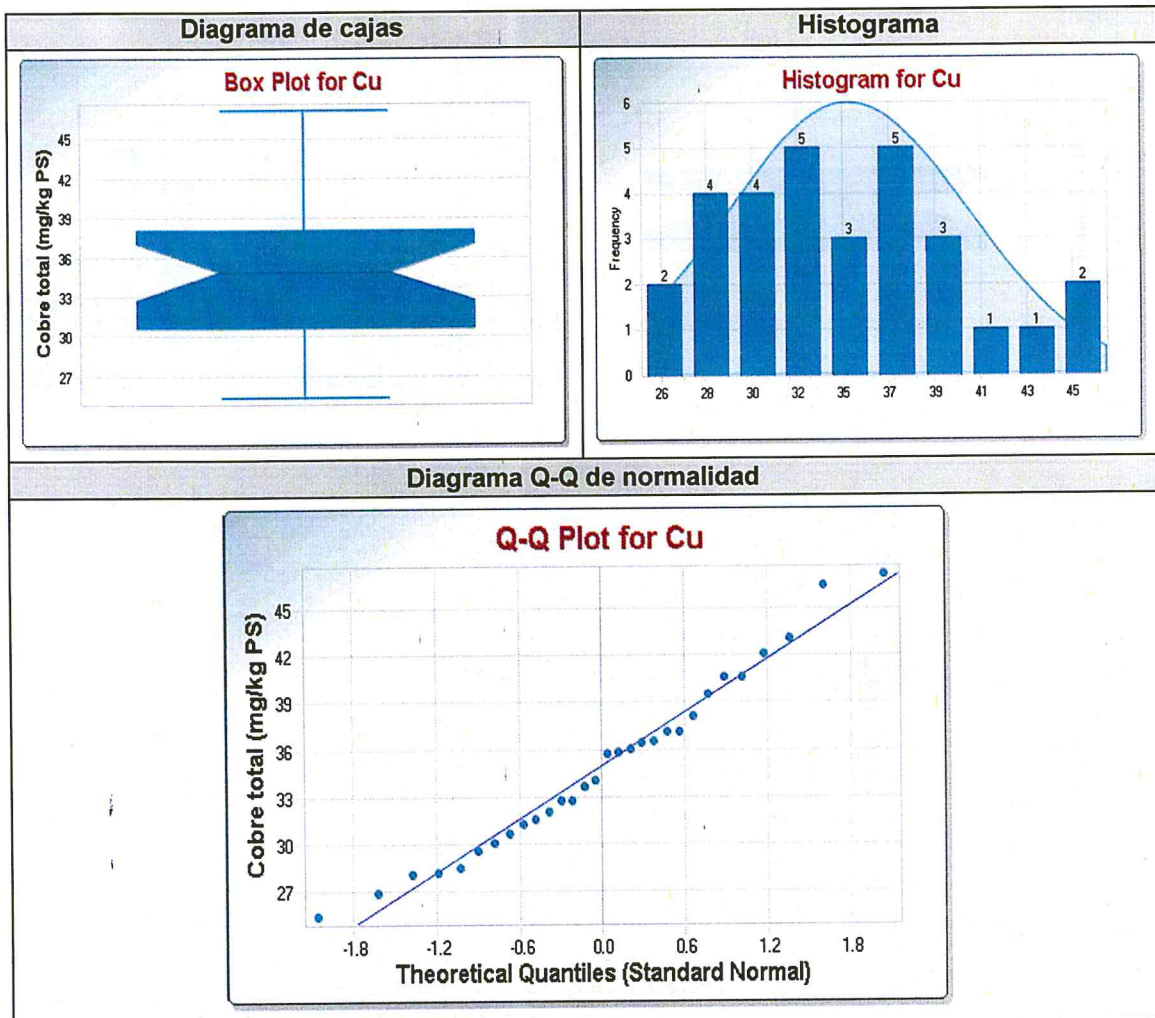 Diagrama de cajas
Histograma
Box Plot for Cu
Cobre total (mg/kg PS)
45
42
39
36
33
30
27
Histogram for Cu
Frequency
6
5
4
3
2
1
0
2
4
4
5
3
5
3
1
1
2
26 28 30 32 35 37 39 41 43 45
Diagrama Q-Q de normalidad
Q-Q Plot for Cu
Cobre total (mg/kg PS)
45
42
39
36
33
30
27
-1.8 -1.2 -0.6 0.0 0.6 1.2 1.8
Theoretical Quantiles (Standard Normal)